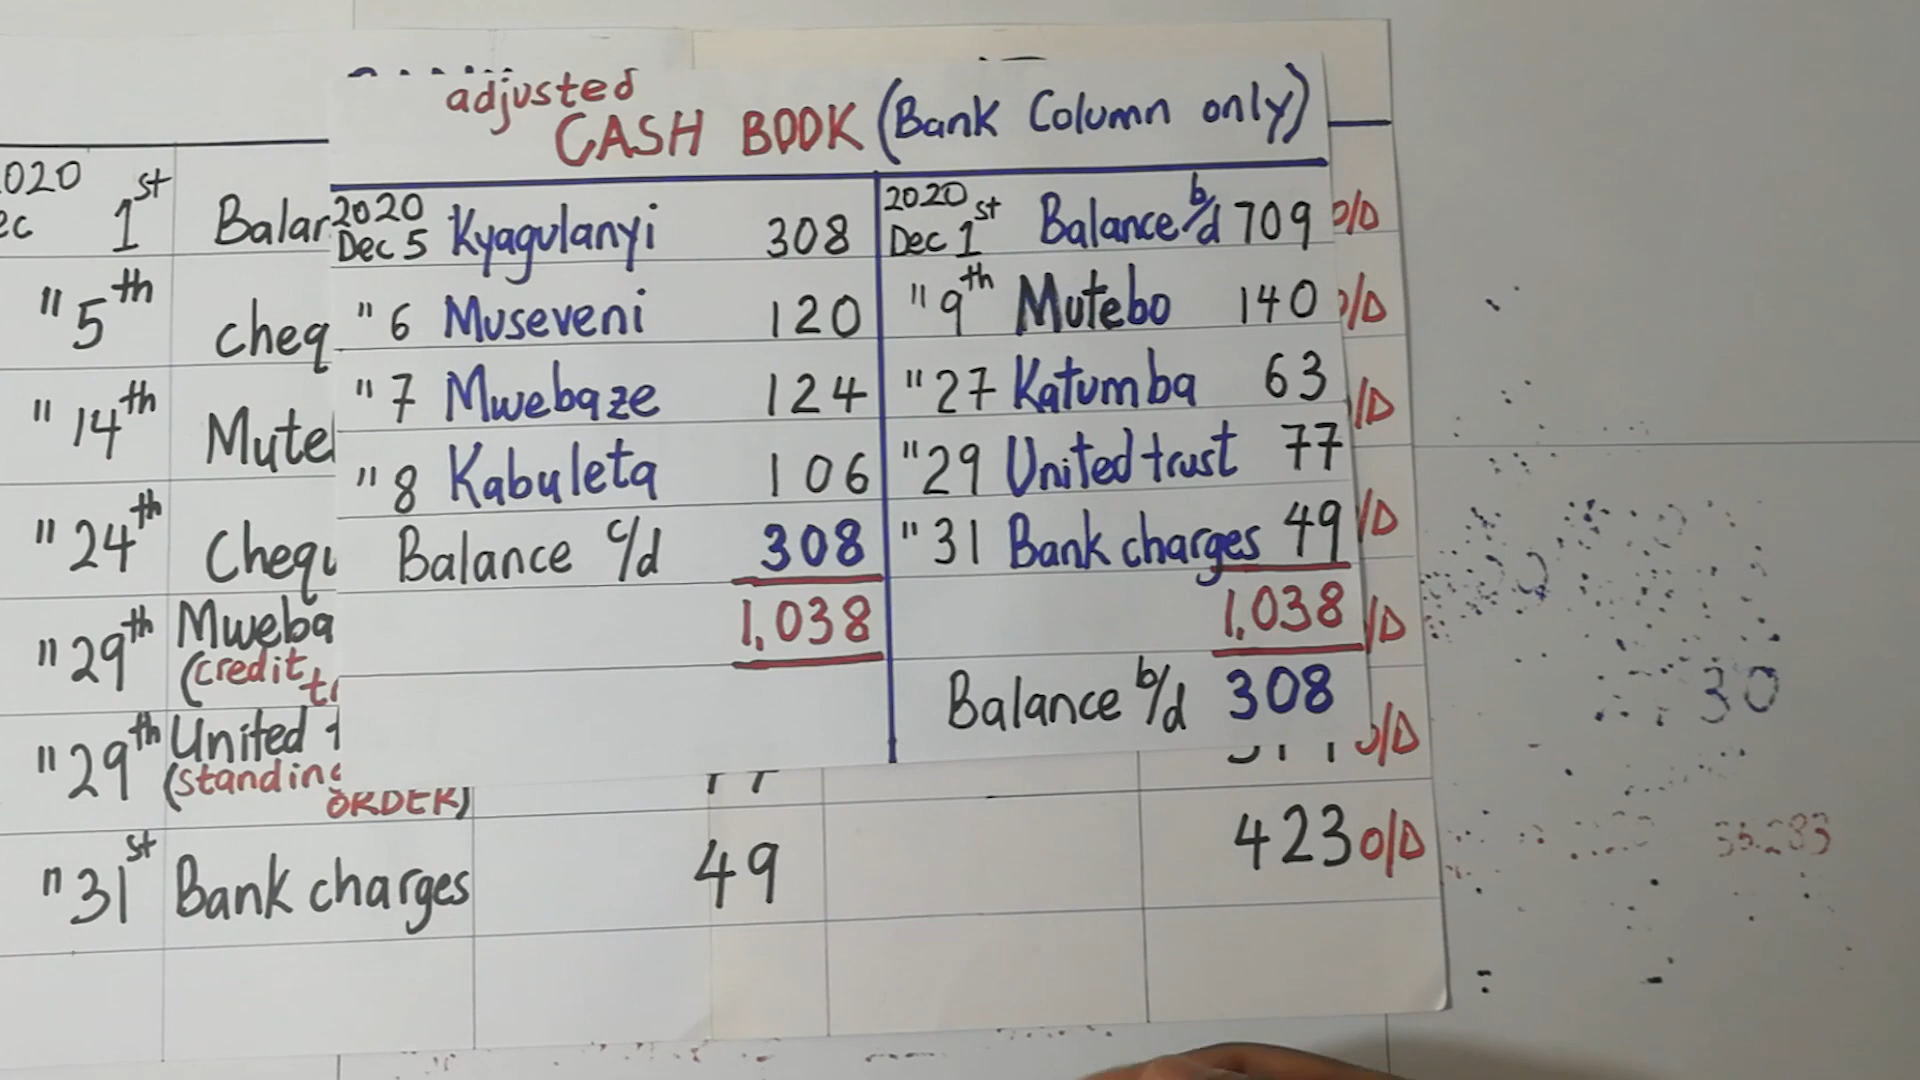 adjusted
CASH BOOK (Bank Column only)
2020
Dec 5 Kyagulanyi 308
" 6 Museveni 120
" 7 Mwebaze 124
" 8 Kabuleta 106
Balance c/d 308
1,038
2020
Dec 1st Balance b/d 709
" 9th Mutebo 140
" 27 Katumba 63
" 29 United trust 77
" 31 Bank charges 49
1,038
Balance b/d 308
020
ec 1st Balar
" 5th cheq
" 14th Mute
" 24th Chequ
" 29th Mweba
(credit
" 29th United
(standing
ORDER)
" 31st Bank charges 49 423 O/D
O/D
O/D
/D
/D
/D
O/D
30